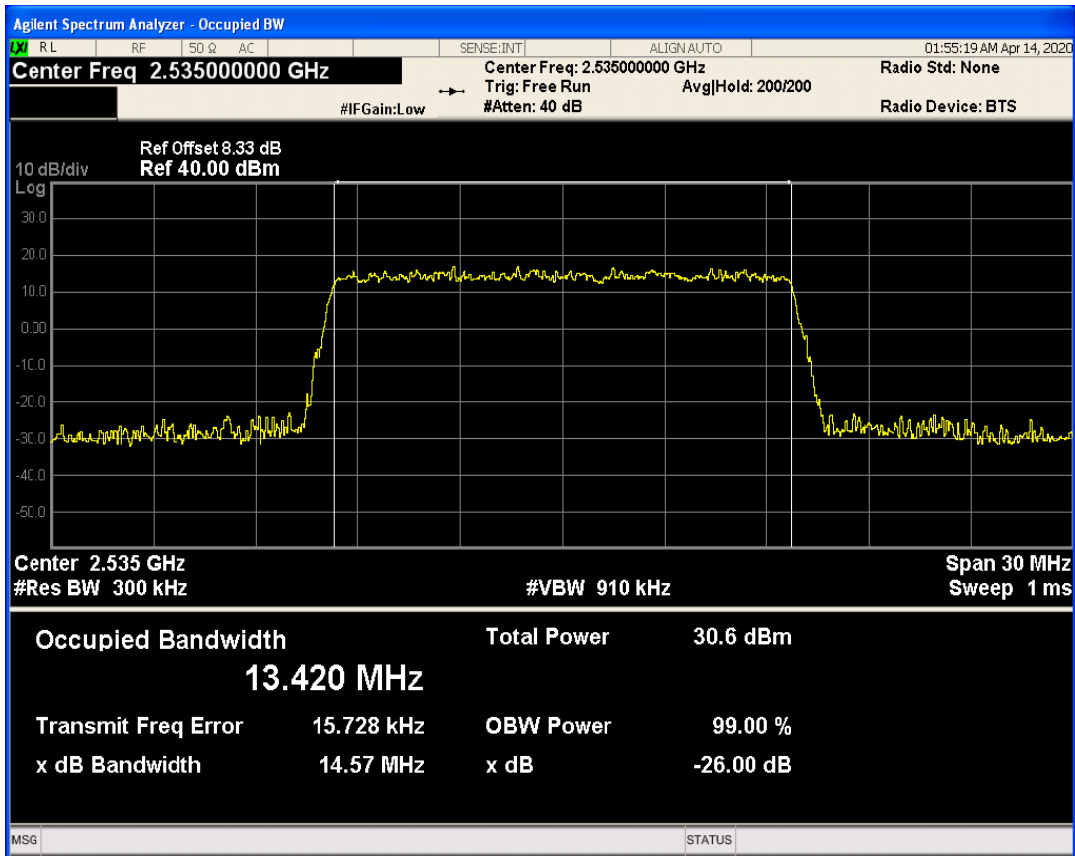 Agilent Spectrum Analyzer - Occupied BW
LXI RL RF 50 Ω AC SENSE:INT ALIGN AUTO 01:55:19 AM Apr 14, 2020
Center Freq 2.535000000 GHz Center Freq: 2.535000000 GHz Radio Std: None
Trig: Free Run Avg|Hold: 200/200
#IFGain:Low #Atten: 40 dB Radio Device: BTS
Ref Offset 8.33 dB
10 dB/div Ref 40.00 dBm
Log
30.0
20.0
10.0
0.00
-10.0
-20.0
-30.0
-40.0
-50.0
Center 2.535 GHz Span 30 MHz
#Res BW 300 kHz #VBW 910 kHz Sweep 1 ms
Occupied Bandwidth Total Power 30.6 dBm
13.420 MHz
Transmit Freq Error 15.728 kHz OBW Power 99.00 %
x dB Bandwidth 14.57 MHz x dB -26.00 dB
MSG STATUS